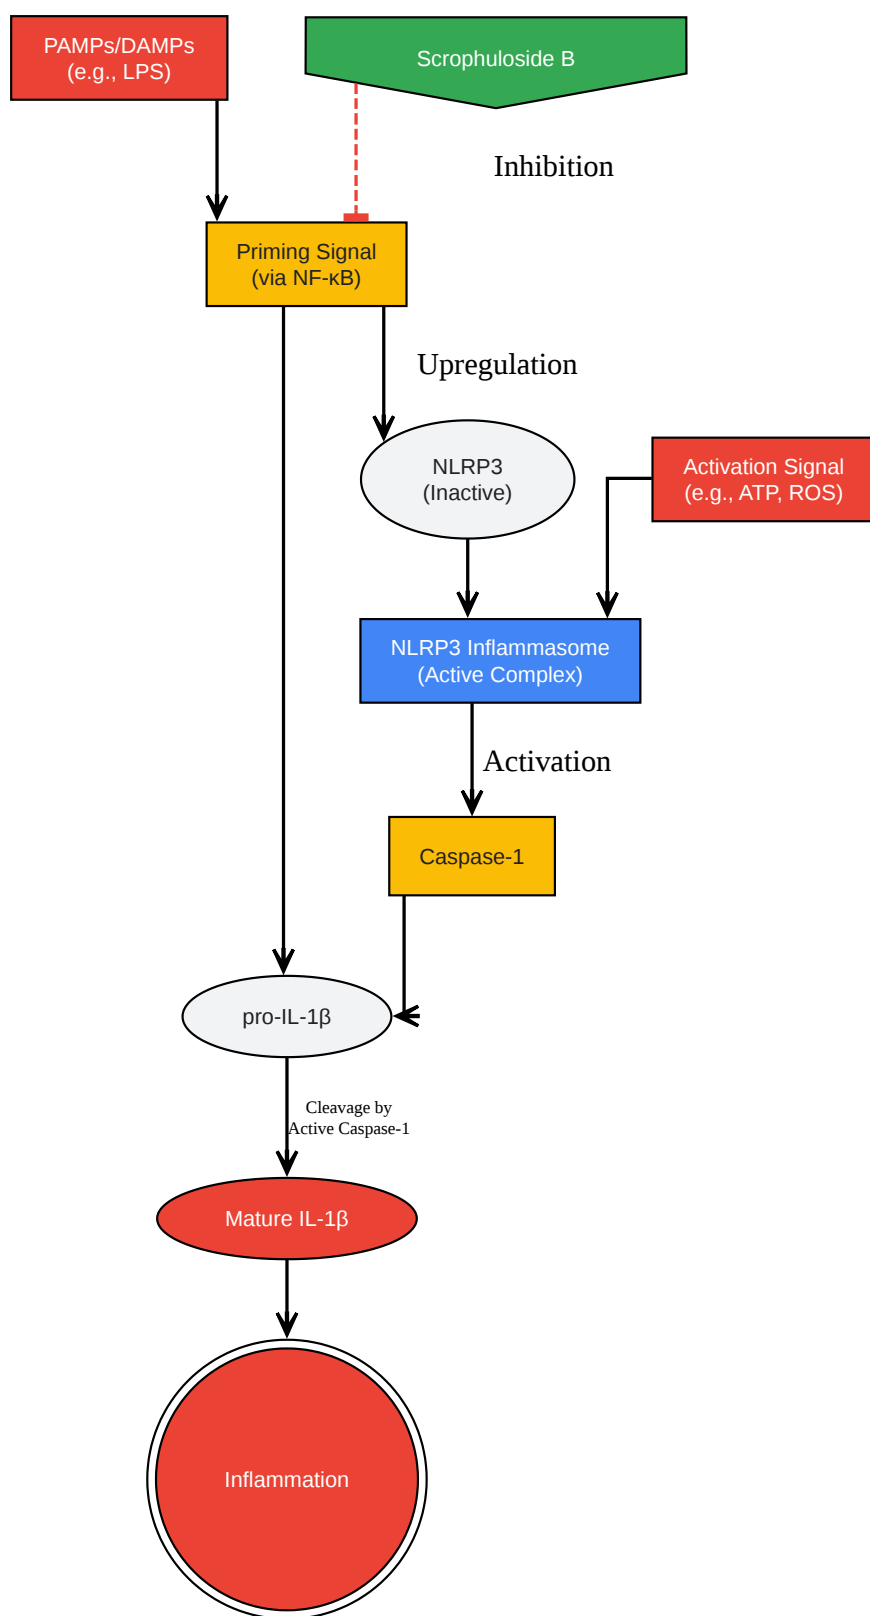 PAMPs/DAMPs
(e.g., LPS)
Scrophuloside B
Inhibition
Priming Signal
(via NF-κB)
Upregulation
NLRP3
(Inactive)
Activation Signal
(e.g., ATP, ROS)
NLRP3 Inflammasome
(Active Complex)
Activation
Caspase-1
pro-IL-1β
Cleavage by
Active Caspase-1
Mature IL-1β
Inflammation